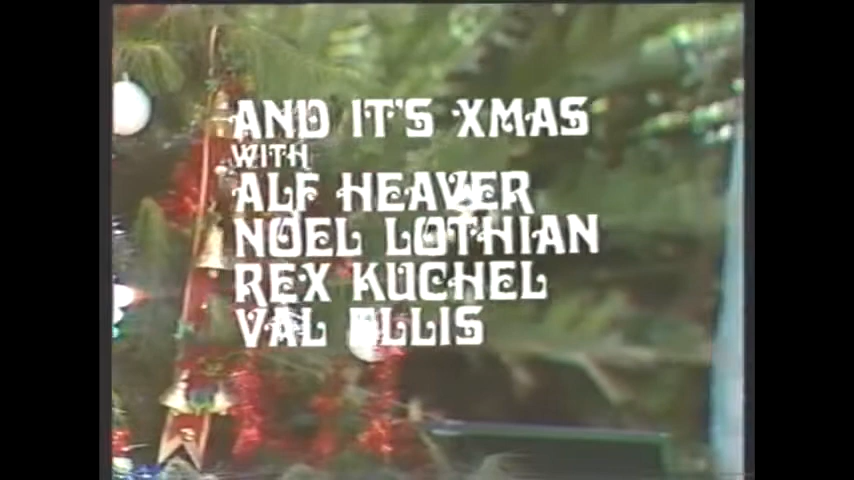 AND IT'S XMAS
WITH
ALF HEAVER
NOEL LOTHIAN
REX KUCHEL
VAL ELLIS